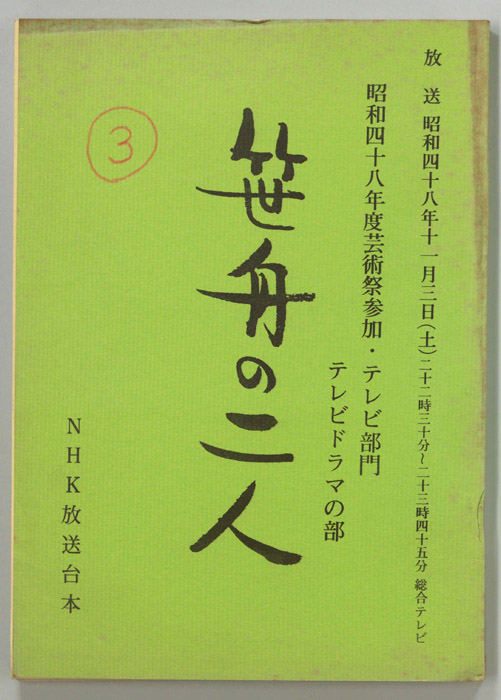 放送 昭和四十八年十一月三日(土)二十二時三十分〜二十三時四十五分 総合テレビ
昭和四十八年度芸術祭参加・テレビ部門
テレビドラマの部
笹舟の二人
3
NHK放送台本